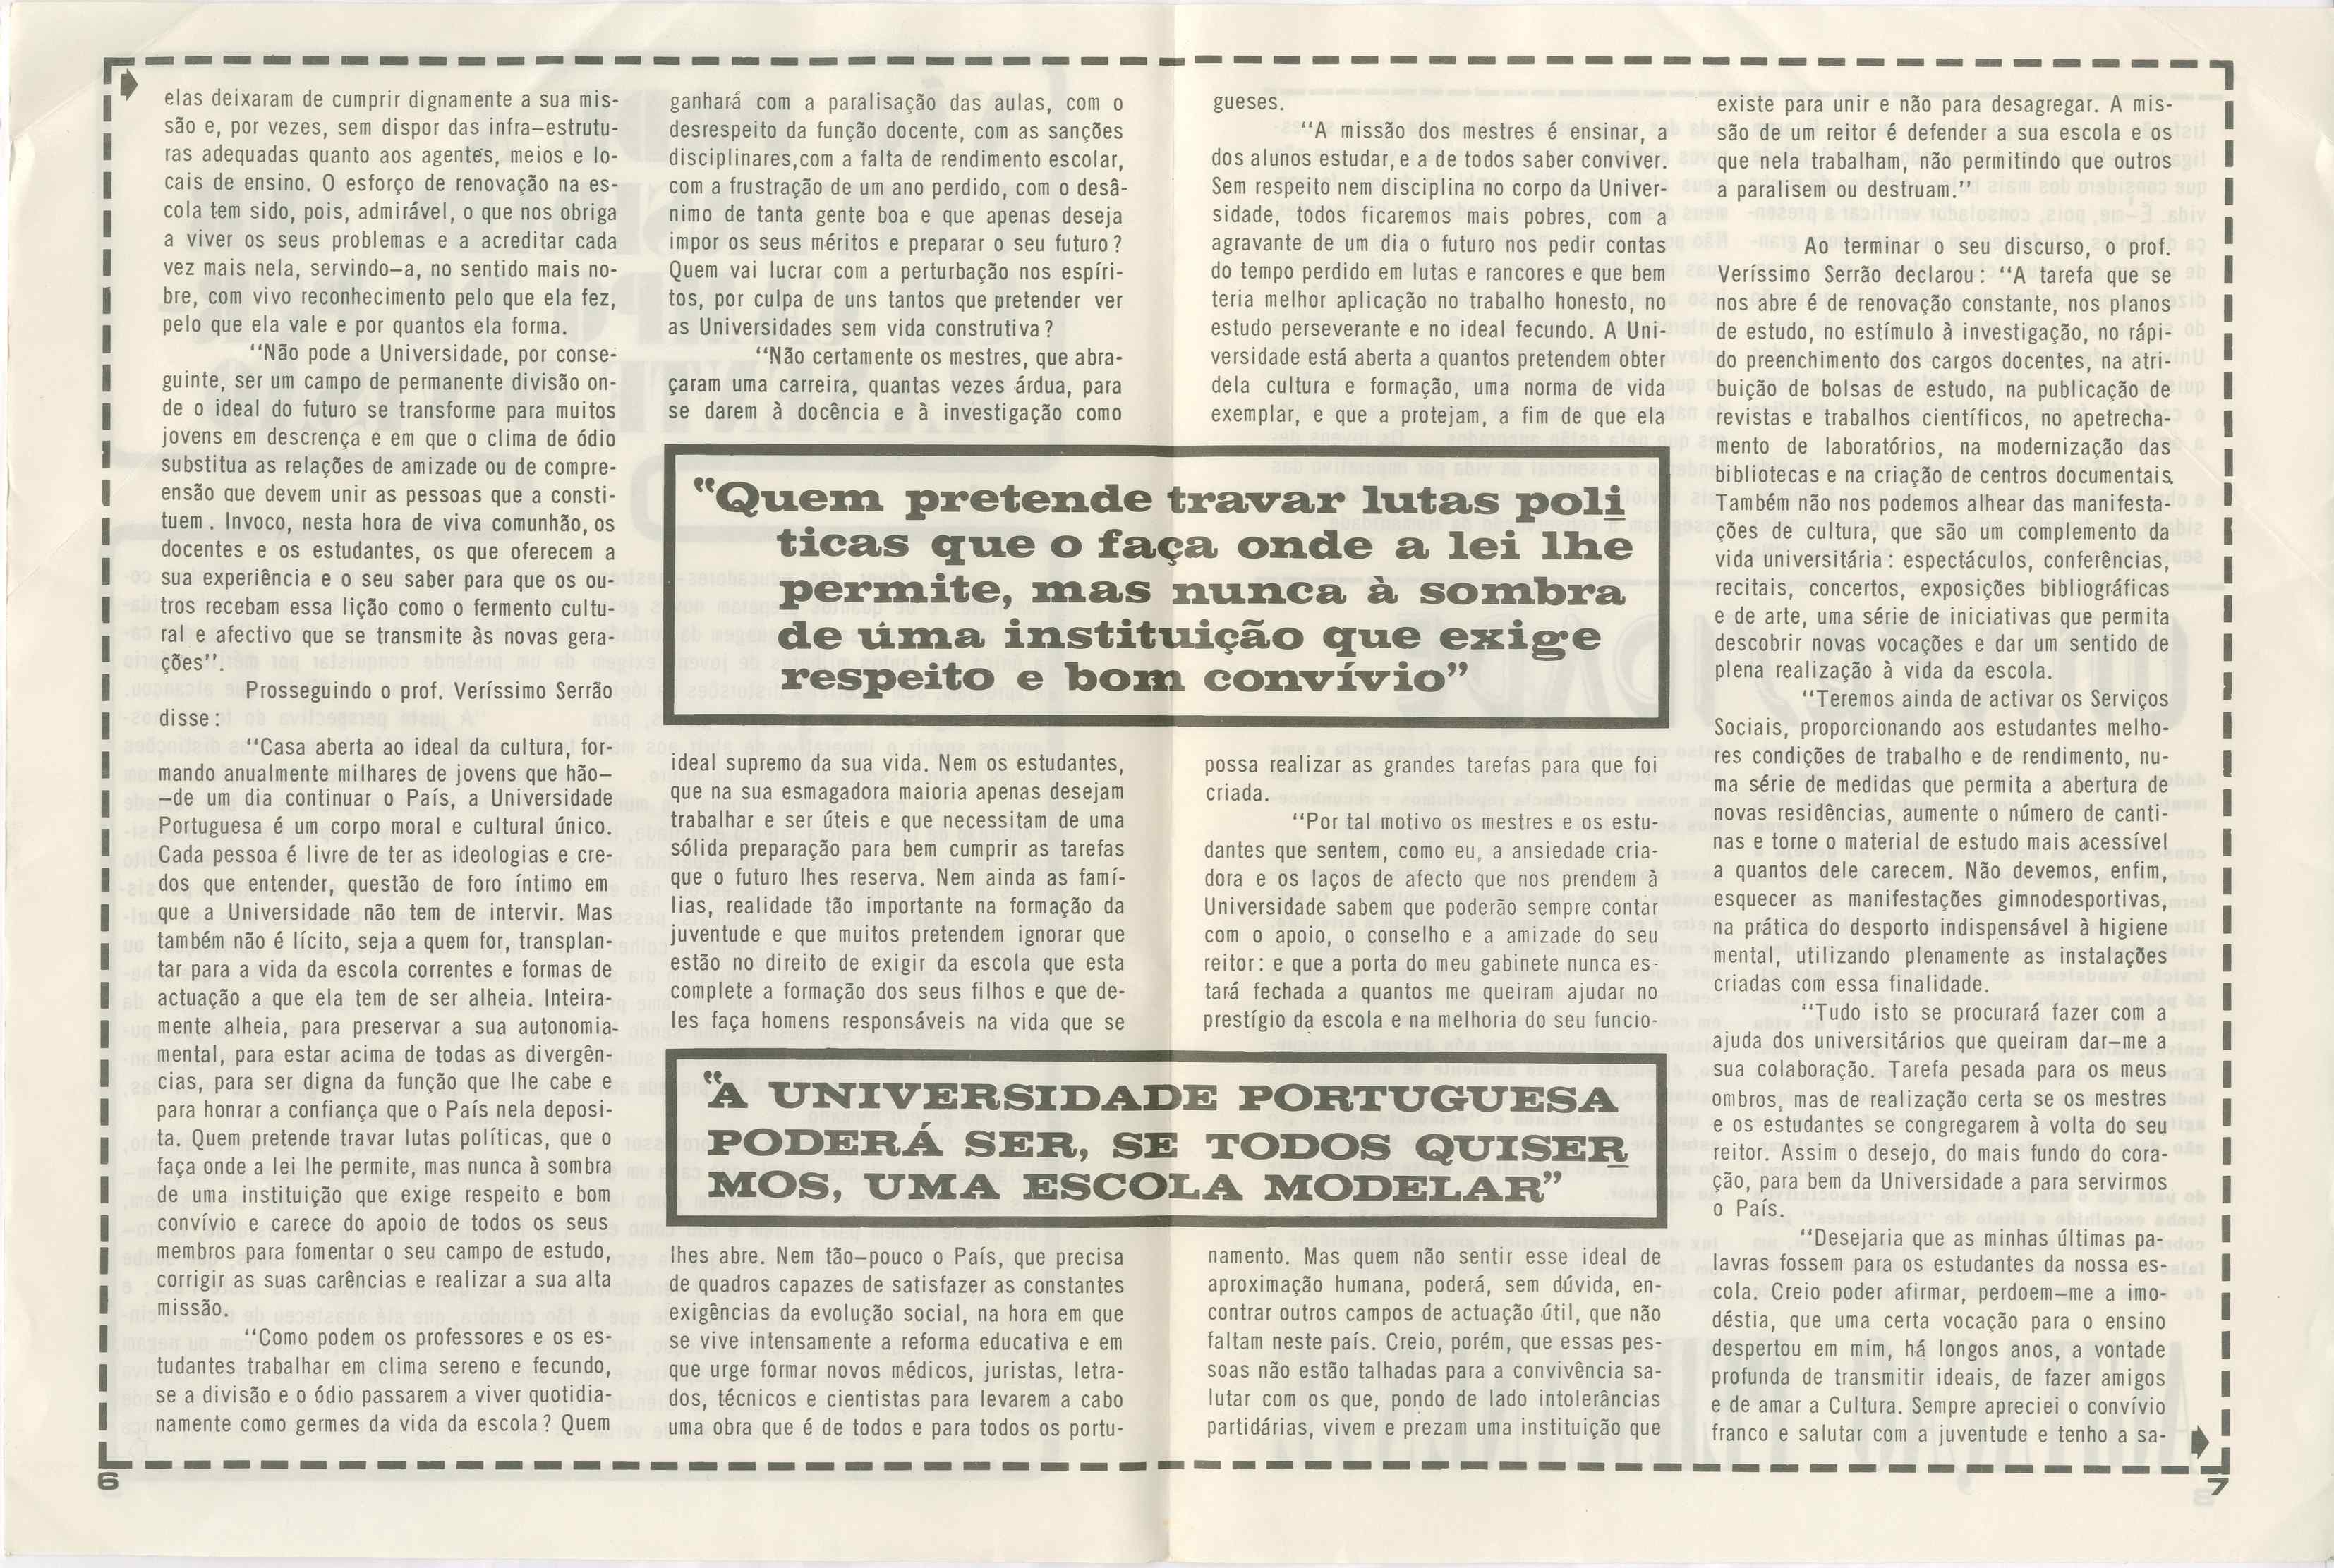 elas deixaram de cumprir dignamente a sua mis-
são e, por vezes, sem dispor das infra-estrutu-
ras adequadas quanto aos agentes, meios e lo-
cais de ensino. O esforço de renovação na es-
cola tem sido, pois, admirável, o que nos obriga
a viver os seus problemas e a acreditar cada
vez mais nela, servindo-a, no sentido mais no-
bre, com vivo reconhecimento pelo que ela fez,
pelo que ela vale e por quantos ela forma.
"Não pode a Universidade, por conse-
guinte, ser um campo de permanente divisão on-
de o ideal do futuro se transforme para muitos
jovens em descrença e em que o clima de ódio
substitua as relações de amizade ou de compre-
ensão que devem unir as pessoas que a consti-
tuem. Invoco, nesta hora de viva comunhão, os
docentes e os estudantes, os que oferecem a
sua experiência e o seu saber para que os ou-
tros recebam essa lição como o fermento cultu-
ral e afectivo que se transmite às novas gera-
ções".
Prosseguindo o prof. Veríssimo Serrão
disse:
"Casa aberta ao ideal da cultura, for-
mando anualmente milhares de jovens que hão-
-de um dia continuar o País, a Universidade
Portuguesa é um corpo moral e cultural único.
Cada pessoa é livre de ter as ideologias e cre-
dos que entender, questão de foro íntimo em
que Universidade não tem de intervir. Mas
também não é lícito, seja a quem for, transplan-
tar para a vida da escola correntes e formas de
actuação a que ela tem de ser alheia. Inteira-
mente alheia, para preservar a sua autonomia-
mental, para estar acima de todas as divergên-
cias, para ser digna da função que lhe cabe e
para honrar a confiança que o País nela deposi-
ta. Quem pretende travar lutas políticas, que o
faça onde a lei lhe permite, mas nunca à sombra
de uma instituição que exige respeito e bom
convívio e carece do apoio de todos os seus
membros para fomentar o seu campo de estudo,
corrigir as suas carências e realizar a sua alta
missão.
"Como podem os professores e os es-
tudantes trabalhar em clima sereno e fecundo,
se a divisão e o ódio passarem a viver quotidia-
namente como germes da vida da escola? Quem
ganhará com a paralisação das aulas, com o
desrespeito da função docente, com as sanções
disciplinares,com a falta de rendimento escolar,
com a frustração de um ano perdido, com o desâ-
nimo de tanta gente boa e que apenas deseja
impor os seus méritos e preparar o seu futuro?
Quem vai lucrar com a perturbação nos espíri-
tos, por culpa de uns tantos que pretender ver
as Universidades sem vida construtiva?
"Não certamente os mestres, que abra-
çaram uma carreira, quantas vezes árdua, para
se darem à docência e à investigação como
"Quem pretende travar lutas poli
ticas que o faça onde a lei lhe
permite, mas nunca à sombra
de uma instituição que exige
respeito e bom convívio"
ideal supremo da sua vida. Nem os estudantes,
que na sua esmagadora maioria apenas desejam
trabalhar e ser úteis e que necessitam de uma
sólida preparação para bem cumprir as tarefas
que o futuro lhes reserva. Nem ainda as famí-
lias, realidade tão importante na formação da
juventude e que muitos pretendem ignorar que
estão no direito de exigir da escola que esta
complete a formação dos seus filhos e que de-
les faça homens responsáveis na vida que se
"A UNIVERSIDADE PORTUGUESA
PODERÁ SER, SE TODOS QUISER
MOS, UMA ESCOLA MODELAR"
lhes abre. Nem tão-pouco o País, que precisa
de quadros capazes de satisfazer as constantes
exigências da evolução social, na hora em que
se vive intensamente a reforma educativa e em
que urge formar novos médicos, juristas, letra-
dos, técnicos e cientistas para levarem a cabo
uma obra que é de todos e para todos os portu-
gueses.
"A missão dos mestres é ensinar, a
dos alunos estudar, e a de todos saber conviver.
Sem respeito nem disciplina no corpo da Univer-
sidade, todos ficaremos mais pobres, com a
agravante de um dia o futuro nos pedir contas
do tempo perdido em lutas e rancores e que bem
teria melhor aplicação no trabalho honesto, no
estudo perseverante e no ideal fecundo. A Uni-
versidade está aberta a quantos pretendem obter
dela cultura e formação, uma norma de vida
exemplar, e que a protejam, a fim de que ela
possa realizar as grandes tarefas para que foi
criada.
"Por tal motivo os mestres e os estu-
dantes que sentem, como eu, a ansiedade cria-
dora e os laços de afecto que nos prendem à
Universidade sabem que poderão sempre contar
com o apoio, o conselho e a amizade do seu
reitor: e que a porta do meu gabinete nunca es-
tará fechada a quantos me queiram ajudar no
prestígio da escola e na melhoria do seu funcio-
namento. Mas quem não sentir esse ideal de
aproximação humana, poderá, sem dúvida, en-
contrar outros campos de actuação útil, que não
faltam neste país. Creio, porém, que essas pes-
soas não estão talhadas para a convivência sa-
lutar com os que, pondo de lado intolerâncias
partidárias, vivem e prezam uma instituição que
existe para unir e não para desagregar. A mis-
são de um reitor é defender a sua escola e os
que nela trabalham, não permitindo que outros
a paralisem ou destruam."
Ao terminar o seu discurso, o prof.
Veríssimo Serrão declarou: "A tarefa que se
nos abre é de renovação constante, nos planos
de estudo, no estímulo à investigação, no rápi-
do preenchimento dos cargos docentes, na atri-
buição de bolsas de estudo, na publicação de
revistas e trabalhos científicos, no apetrecha-
mento de laboratórios, na modernização das
bibliotecas e na criação de centros documentais.
Também não nos podemos alhear das manifesta-
ções de cultura, que são um complemento da
vida universitária: espectáculos, conferências,
recitais, concertos, exposições bibliográficas
e de arte, uma série de iniciativas que permita
descobrir novas vocações e dar um sentido de
plena realização à vida da escola.
"Teremos ainda de activar os Serviços
Sociais, proporcionando aos estudantes melho-
res condições de trabalho e de rendimento, nu-
ma série de medidas que permita a abertura de
novas residências, aumente o número de canti-
nas e torne o material de estudo mais acessível
a quantos dele carecem. Não devemos, enfim,
esquecer as manifestações gimnodesportivas,
na prática do desporto indispensável à higiene
mental, utilizando plenamente as instalações
criadas com essa finalidade.
"Tudo isto se procurará fazer com a
ajuda dos universitários que queiram dar-me a
sua colaboração. Tarefa pesada para os meus
ombros, mas de realização certa se os mestres
e os estudantes se congregarem à volta do seu
reitor. Assim o desejo, do mais fundo do cora-
ção, para bem da Universidade a para servirmos
o País.
"Desejaria que as minhas últimas pa-
lavras fossem para os estudantes da nossa es-
cola. Creio poder afirmar, perdoem-me a imo-
déstia, que uma certa vocação para o ensino
despertou em mim, há longos anos, a vontade
profunda de transmitir ideais, de fazer amigos
e de amar a Cultura. Sempre apreciei o convívio
franco e salutar com a juventude e tenho a sa-
6
7